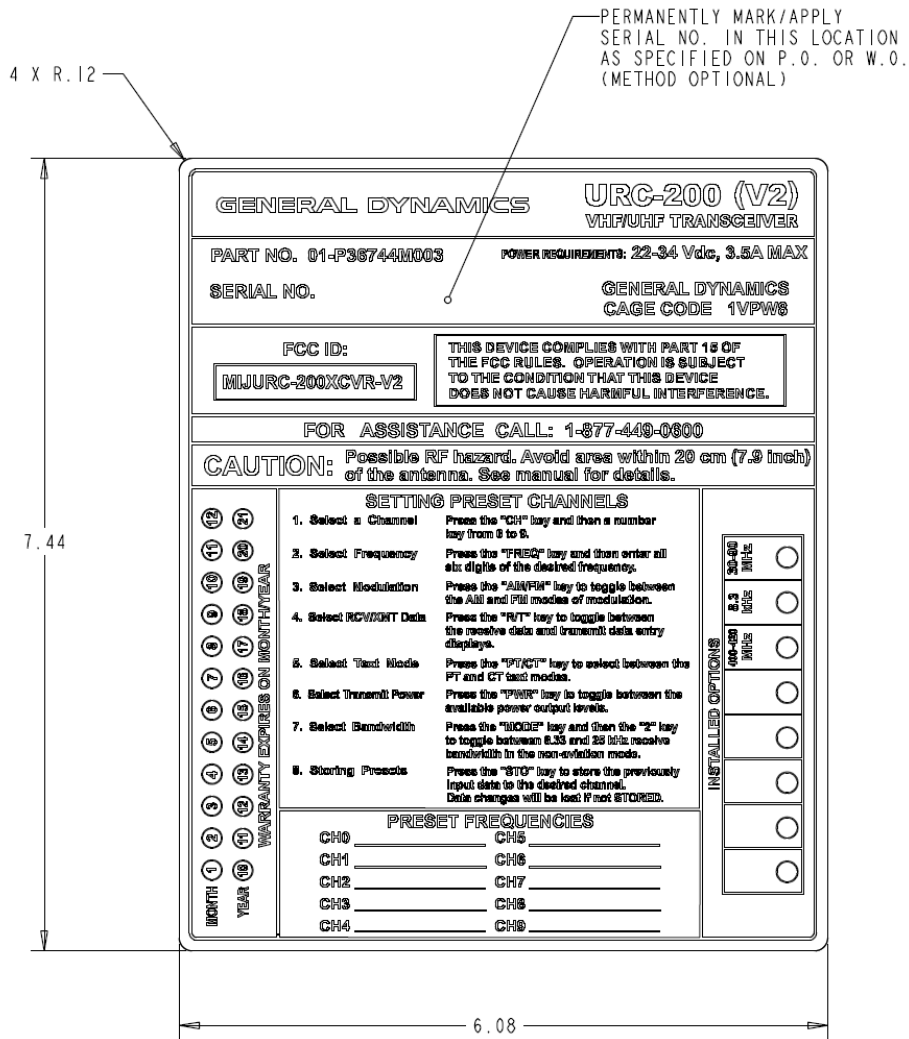 PERMANENTLY MARK/APPLY
SERIAL NO. IN THIS LOCATION
AS SPECIFIED ON P.O. OR W.O.
(METHOD OPTIONAL)
4 X R.12
7.44
GENERAL DYNAMICS
URC-200 (V2)
VHF/UHF TRANSCEIVER
PART NO. 01-P36744M003
POWER REQUIREMENTS: 22-34 Vdc, 3.5A MAX
SERIAL NO.
GENERAL DYNAMICS
CAGE CODE 1VPW8
FCC ID:
MIJURC-200XCVR-V2
THIS DEVICE COMPLIES WITH PART 15 OF
THE FCC RULES. OPERATION IS SUBJECT
TO THE CONDITION THAT THIS DEVICE
DOES NOT CAUSE HARMFUL INTERFERENCE.
FOR ASSISTANCE CALL: 1-877-449-0600
CAUTION: Possible RF hazard. Avoid area within 20 cm (7.9 inch)
of the antenna. See manual for details.
MONTH 1 2 3 4 5 6 7 8 9 10 11 12
YEAR 10 11 12 13 14 15 16 17 18 19 20 21
WARRANTY EXPIRES ON MONTH/YEAR
SETTING PRESET CHANNELS
1. Select a Channel Press the "CH" key and then a number
key from 0 to 9.
2. Select Frequency Press the "FREQ" key and then enter all
six digits of the desired frequency.
3. Select Modulation Press the "AM/FM" key to toggle between
the AM and FM modes of modulation.
4. Select RCV/XMT Data Press the "R/T" key to toggle between
the receive data and transmit data entry
displays.
5. Select Text Mode Press the "PT/CT" key to select between the
PT and CT text modes.
6. Select Transmit Power Press the "PWR" key to toggle between the
available power output levels.
7. Select Bandwidth Press the "MODE" key and then the "2" key
to toggle between 8.33 and 25 kHz receive
bandwidth in the non-aviation mode.
8. Storing Presets Press the "STO" key to store the previously
input data to the desired channel.
Data changes will be lost if not STORED.
PRESET FREQUENCIES
CH0 CH5
CH1 CH6
CH2 CH7
CH3 CH8
CH4 CH9
INSTALLED OPTIONS
30-90
MHz
8.3
kHz
MHz
6.08